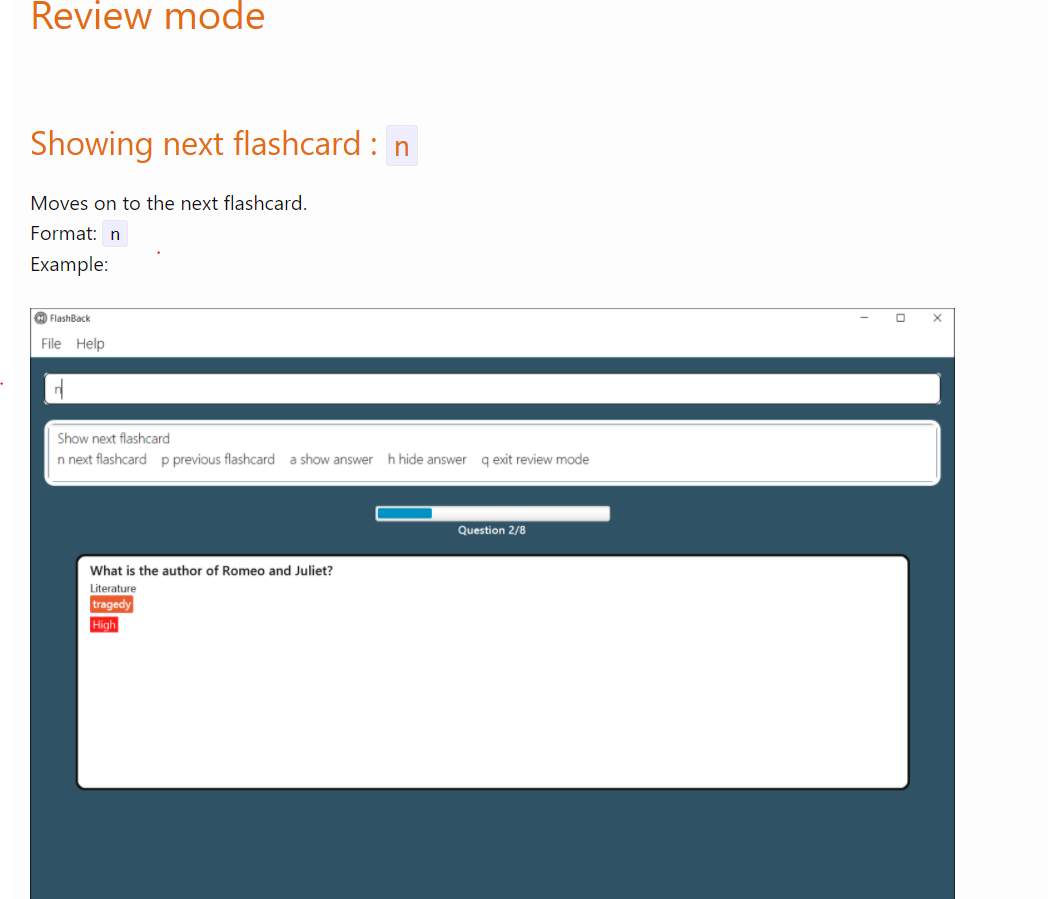 Review mode
Showing next flashcard : n
Moves on to the next flashcard.
Format: n
Example:
FlashBack
File Help
n
Show next flashcard
n next flashcard p previous flashcard a show answer h hide answer q exit review mode
Question 2/8
What is the author of Romeo and Juliet?
Literature
tragedy
High